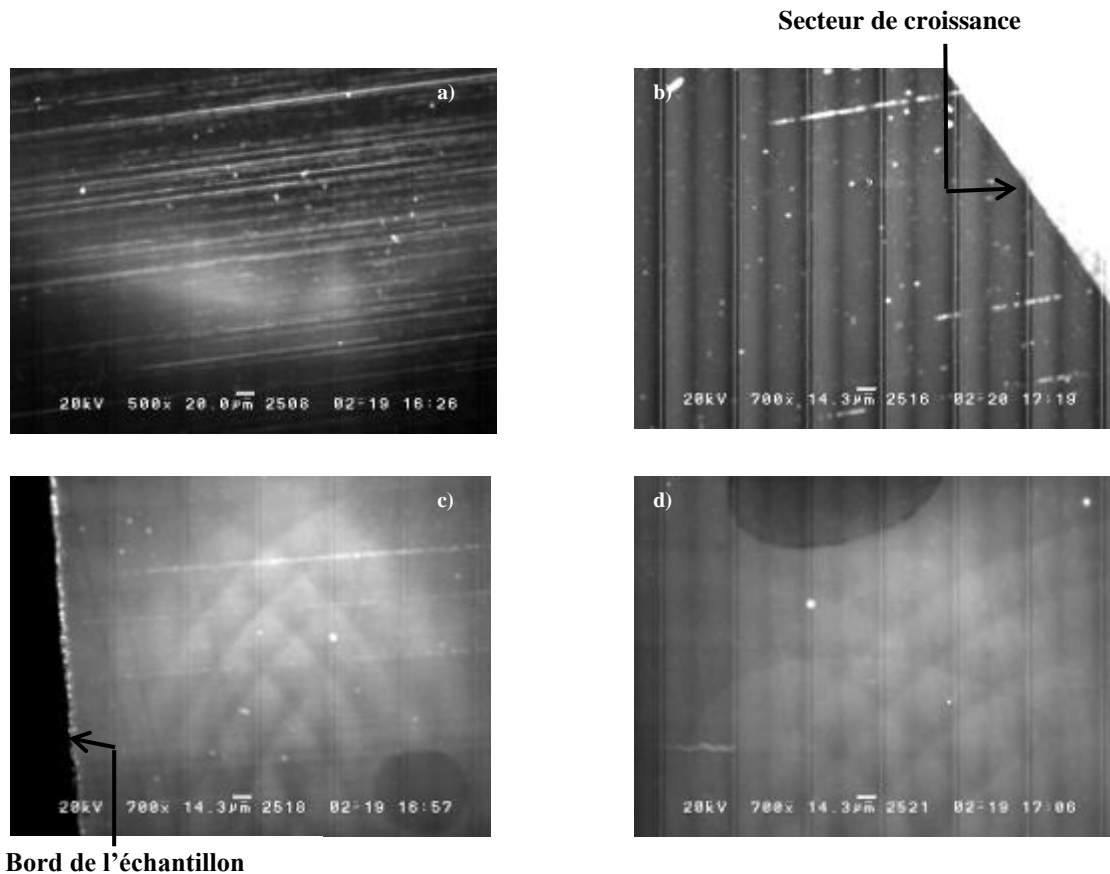 Secteur de croissance
a)
b)
20kV 500x 20.0µm 2508 02-19 16:26
20kV 700x 14.3µm 2516 02-20 17:19
c)
d)
20kV 700x 14.3µm 2518 02-19 16:57
20kV 700x 14.3µm 2521 02-19 17:06
Bord de l'échantillon